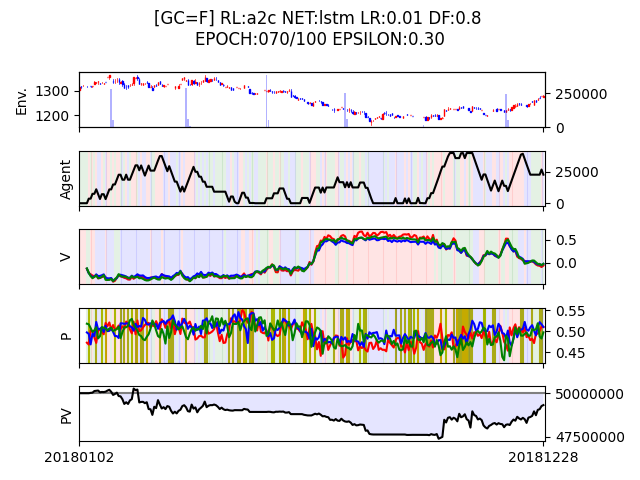 [GC=F] RL:a2c NET:lstm LR:0.01 DF:0.8
EPOCH:070/100 EPSILON:0.30
Env.
1300
1200
250000
0
Agent
25000
0
V
0.5
0.0
P
0.55
0.50
0.45
PV
50000000
47500000
20180102
20181228